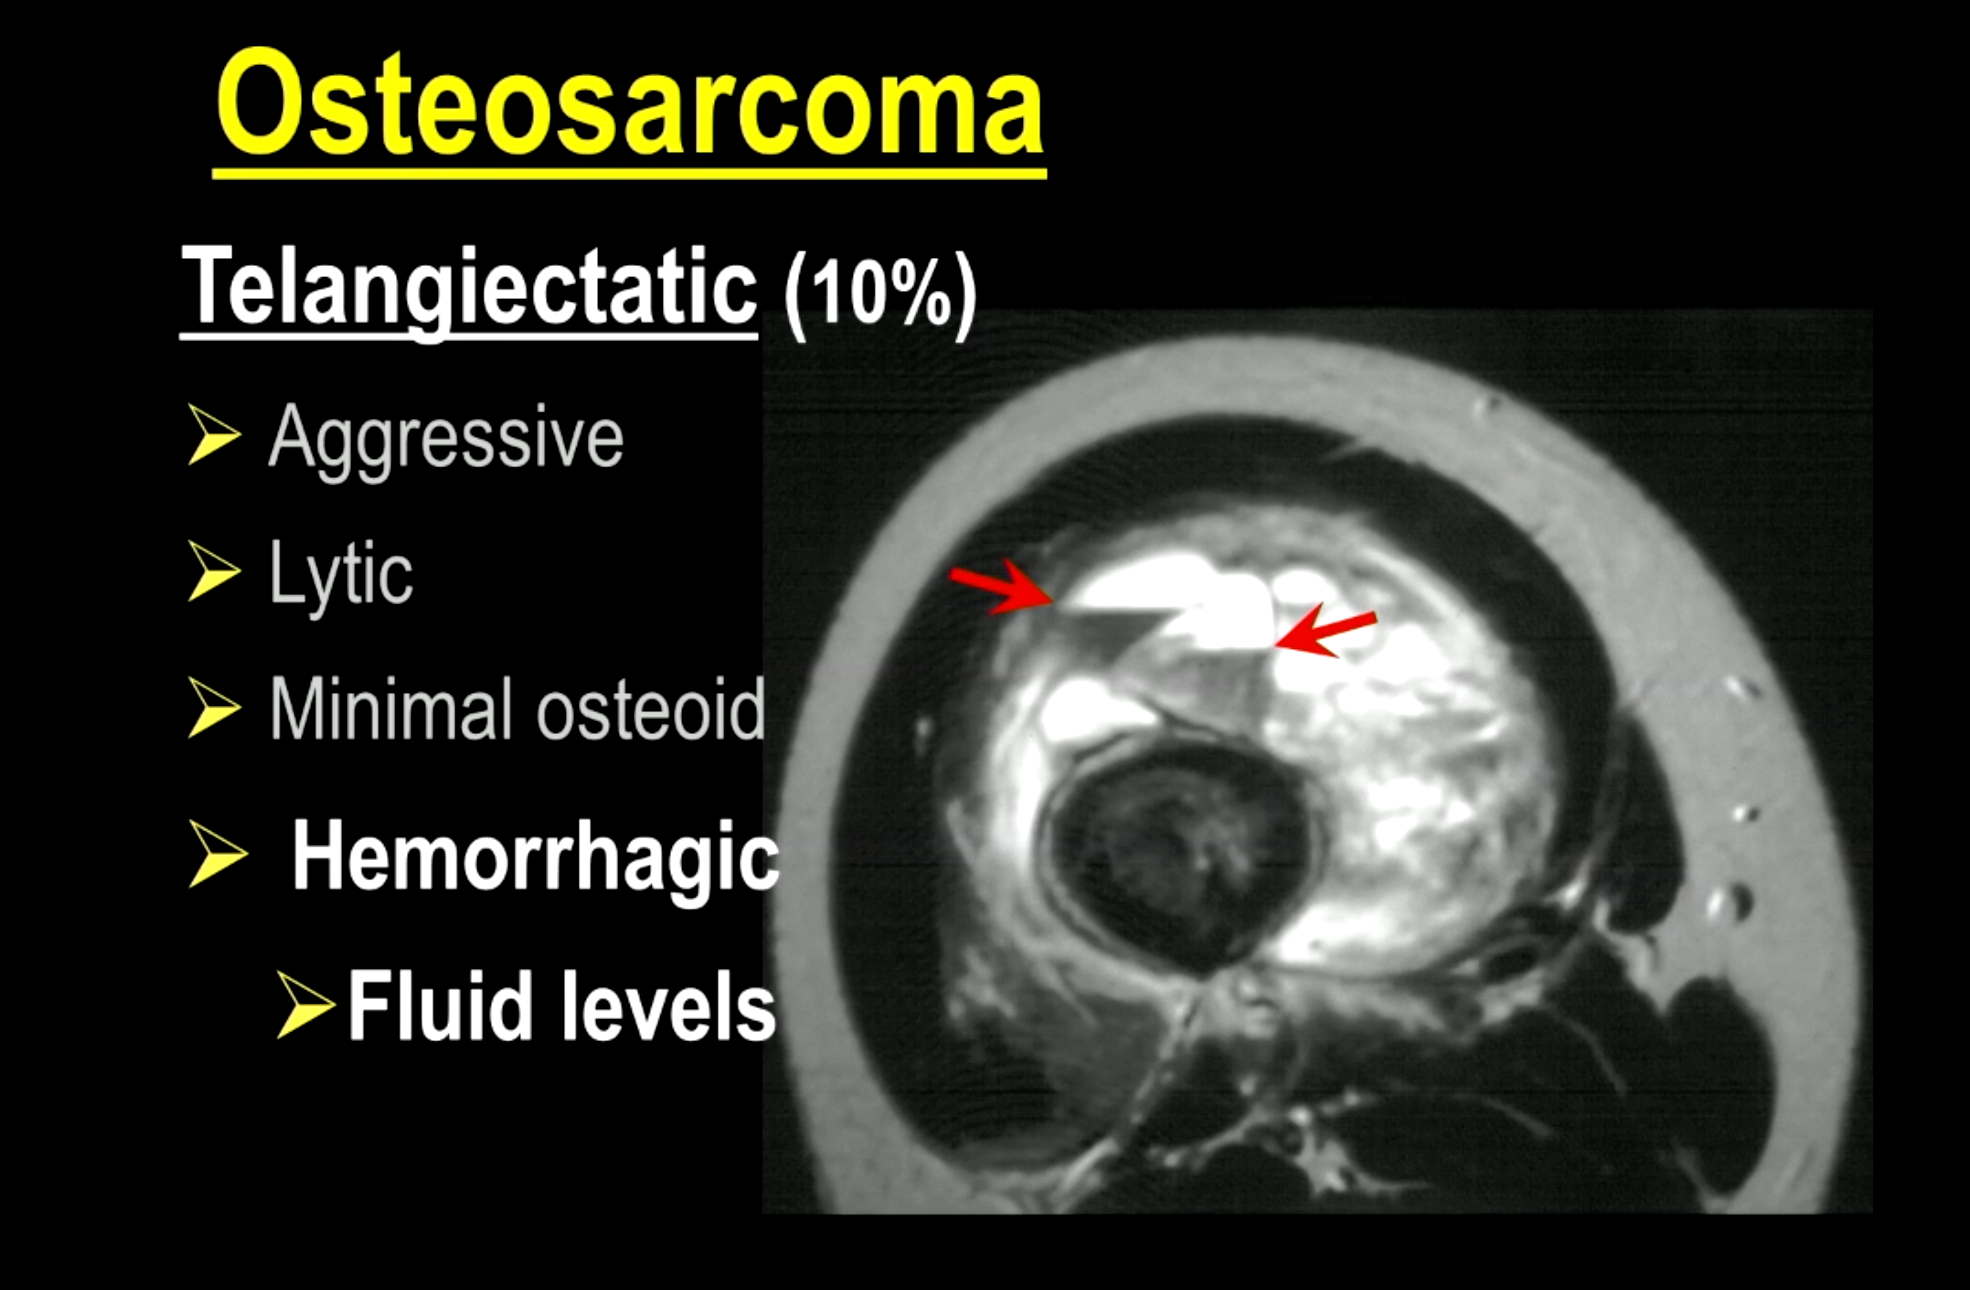 Osteosarcoma
Telangiectatic (10%)
Aggressive
Lytic
Minimal osteoid
Hemorrhagic
Fluid levels